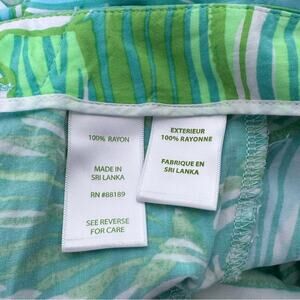 100% RAYON
MADE IN
SRI LANKA
RN #88189
SEE REVERSE
FOR CARE
EXTERIEUR
100% RAYONNE
FABRIQUE EN
SRI LANKA